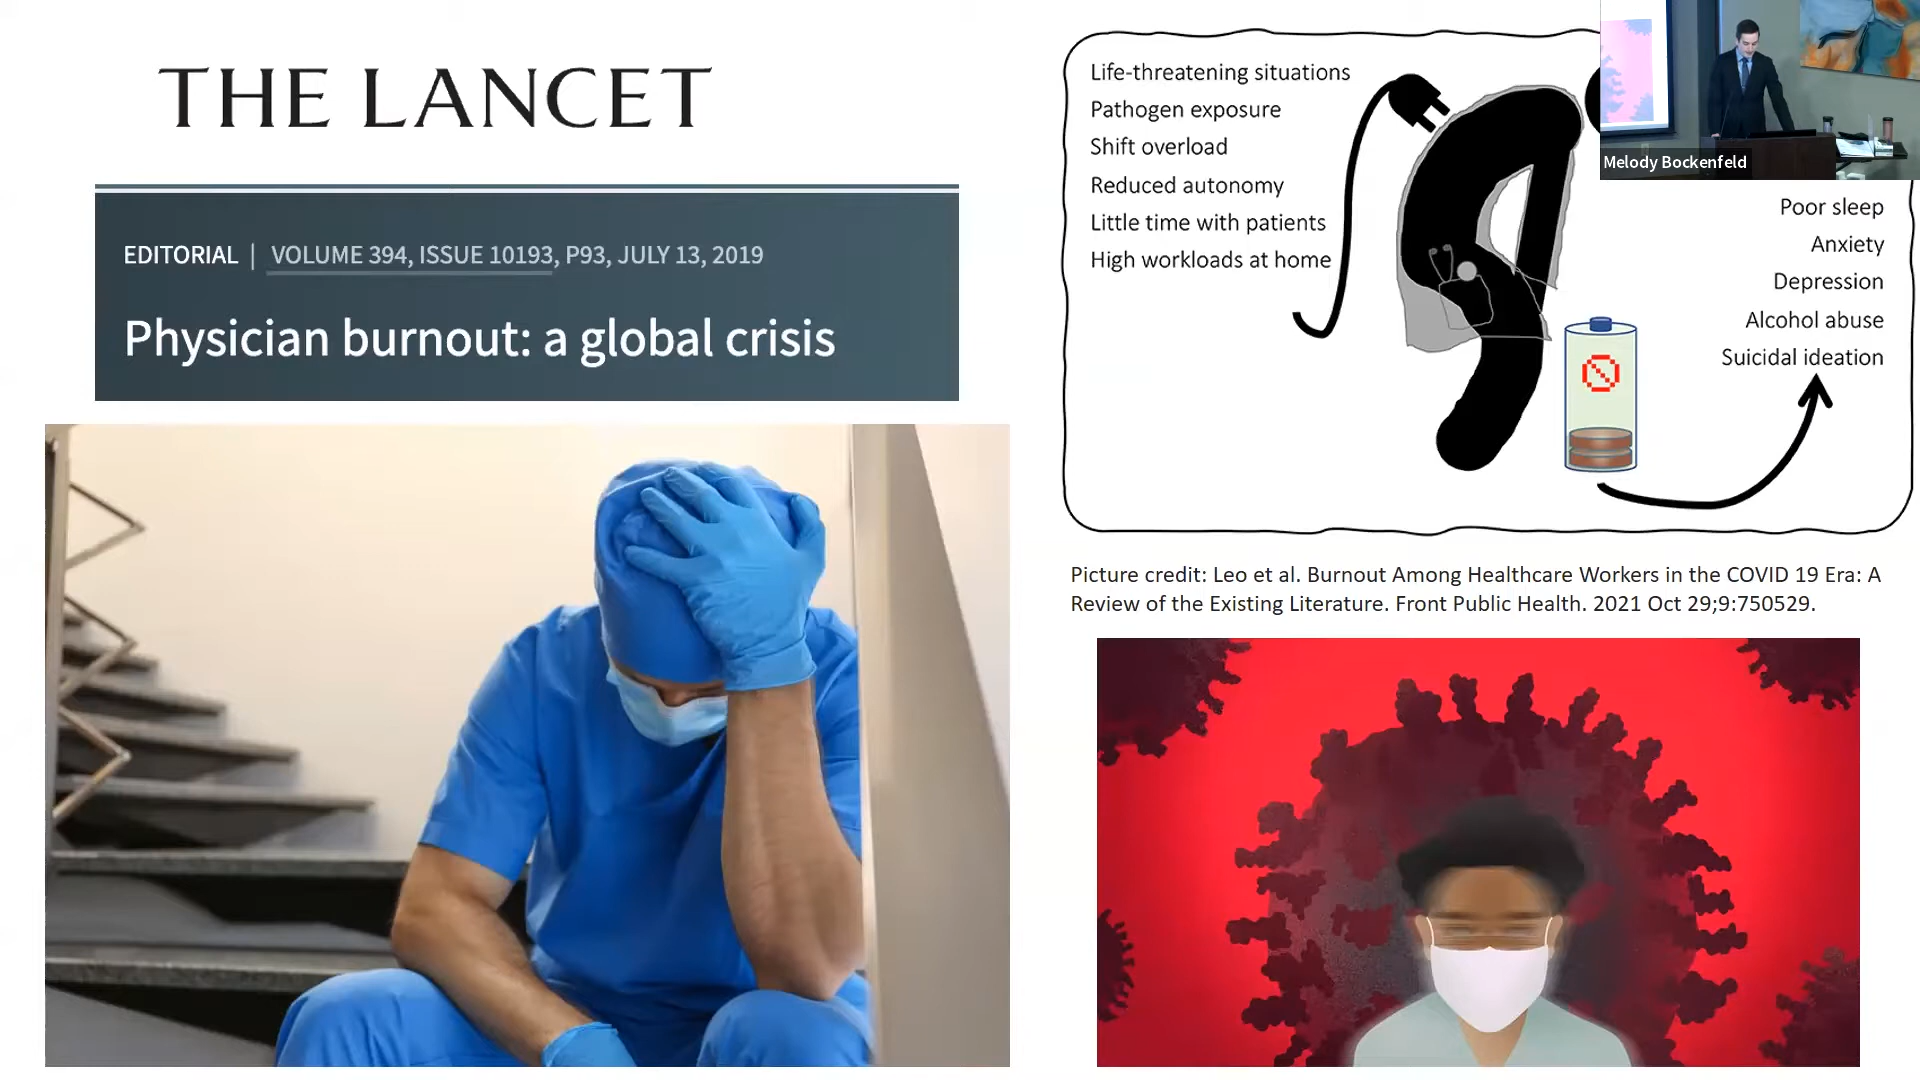 THE LANCET
EDITORIAL | VOLUME 394, ISSUE 10193, P93, JULY 13, 2019
Physician burnout: a global crisis
Life-threatening situations
Pathogen exposure
Shift overload
Reduced autonomy
Little time with patients
High workloads at home
Melody Bockenfeld
Poor sleep
Anxiety
Depression
Alcohol abuse
Suicidal ideation
Picture credit: Leo et al. Burnout Among Healthcare Workers in the COVID 19 Era: A
Review of the Existing Literature. Front Public Health. 2021 Oct 29;9:750529.